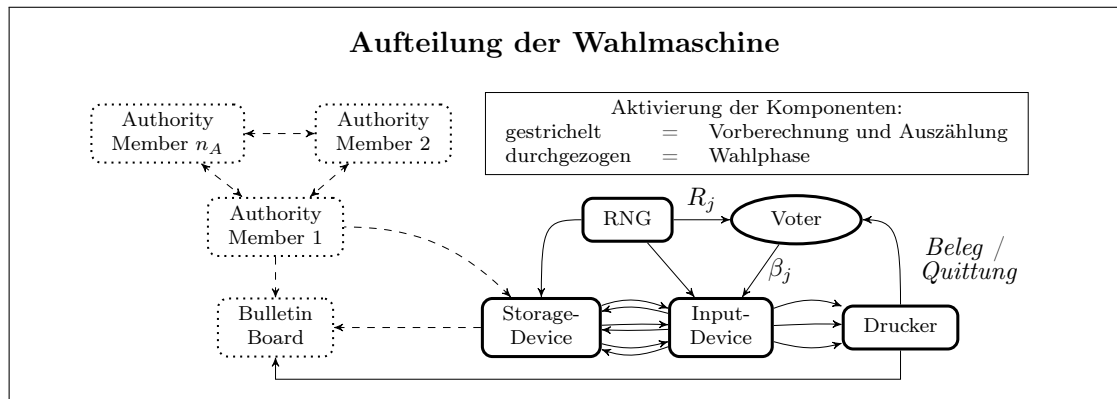 Aufteilung der Wahlmaschine
Authority
Member n_A
Authority
Member 2
Aktivierung der Komponenten:
gestrichelt = Vorberechnung und Auszählung
durchgezogen = Wahlphase
Authority
Member 1
RNG
R_j
Voter
Beleg /
Quittung
β_j
Bulletin
Board
Storage-
Device
Input-
Device
Drucker